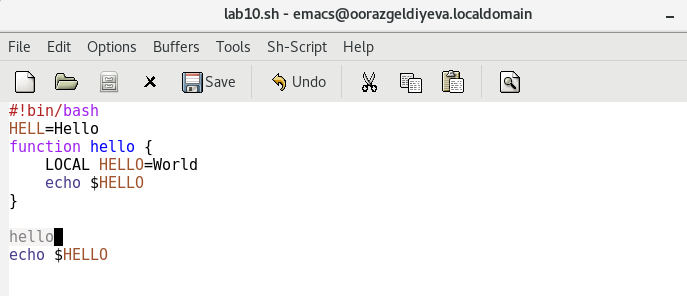 lab10.sh - emacs@oorazgeldiyeva.localdomain
File Edit Options Buffers Tools Sh-Script Help
Save Undo
#!bin/bash
HELL=Hello
function hello {
    LOCAL HELLO=World
    echo $HELLO
}
hello
echo $HELLO